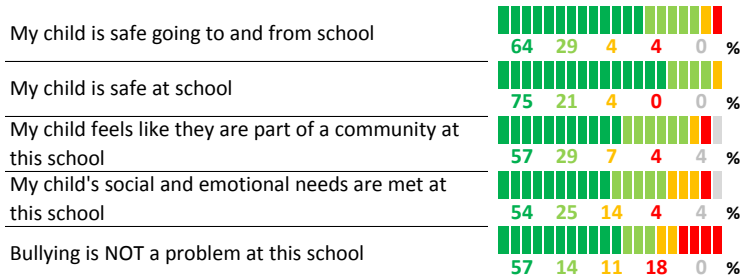 My child is safe going to and from school
64 29 4 4 0 %
My child is safe at school
75 21 4 0 0 %
My child feels like they are part of a community at
this school
57 29 7 4 4 %
My child's social and emotional needs are met at
this school
54 25 14 4 4 %
Bullying is NOT a problem at this school
57 14 11 18 0 %